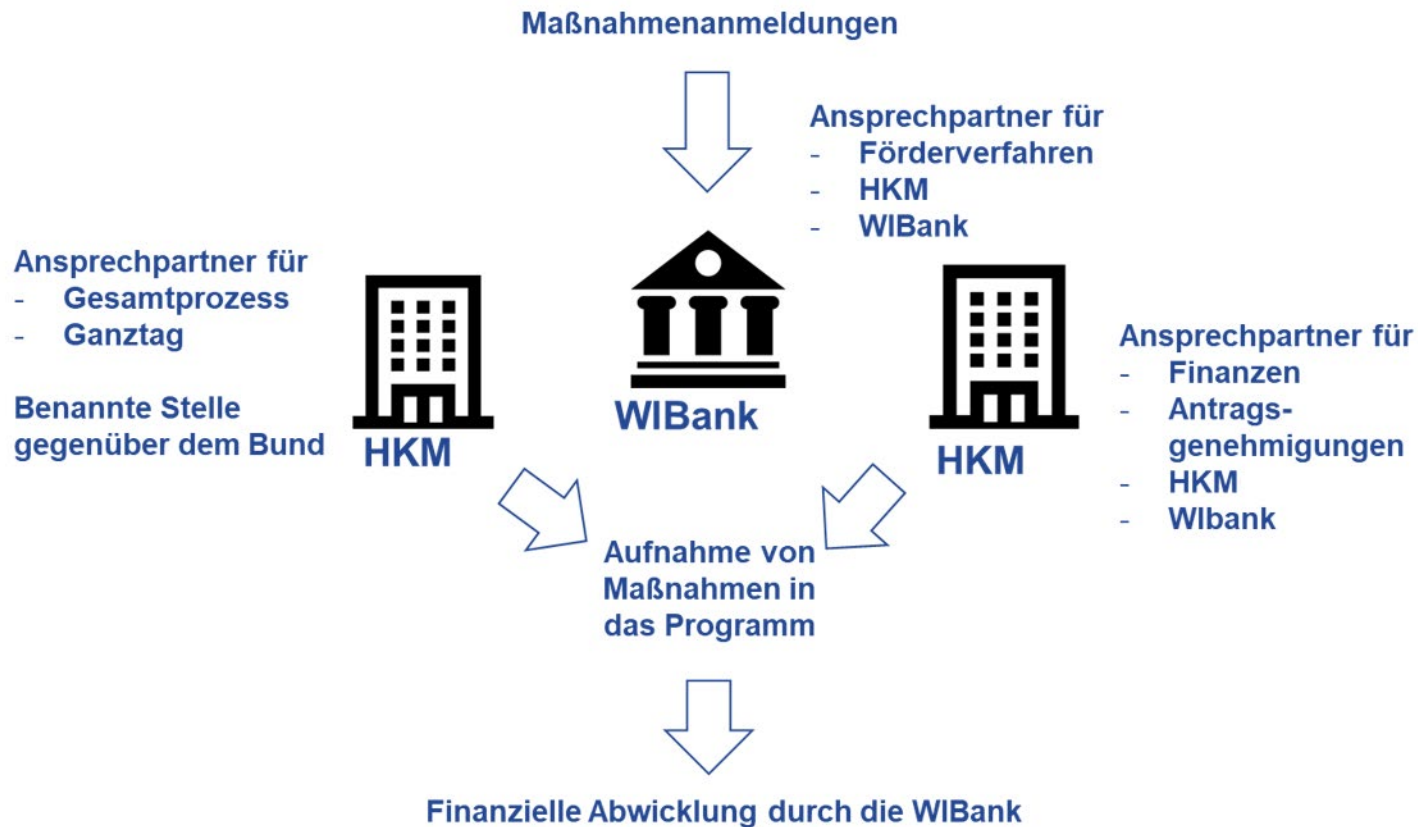 Maßnahmenanmeldungen
Ansprechpartner für
- Förderverfahren
- HKM
- WIBank
Ansprechpartner für
- Gesamtprozess
- Ganztag
Benannte Stelle
gegenüber dem Bund
HKM
WIBank
HKM
Ansprechpartner für
- Finanzen
- Antrags-
genehmigungen
- HKM
- WIbank
Aufnahme von
Maßnahmen in
das Programm
Finanzielle Abwicklung durch die WIBank